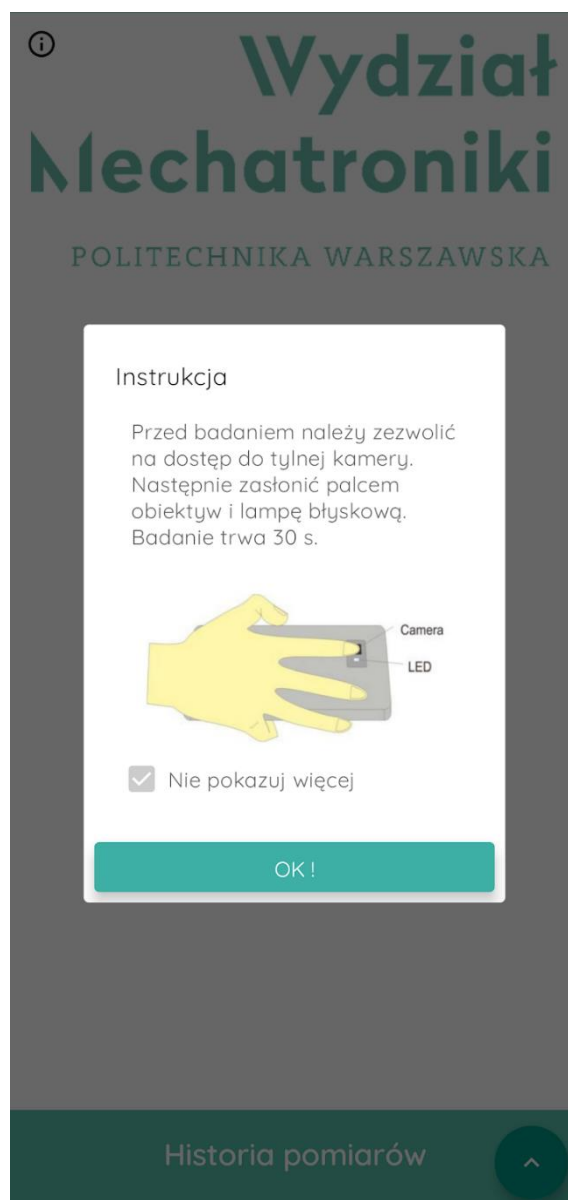 Wydział
Mechatroniki
POLITECHNIKA WARSZAWSKA
Instrukcja
Przed badaniem należy zezwolić
na dostęp do tylnej kamery.
Następnie zasłonić palcem
obiektyw i lampę błyskową.
Badanie trwa 30 s.
Camera
LED
Nie pokazuj więcej
OK !
Historia pomiarów